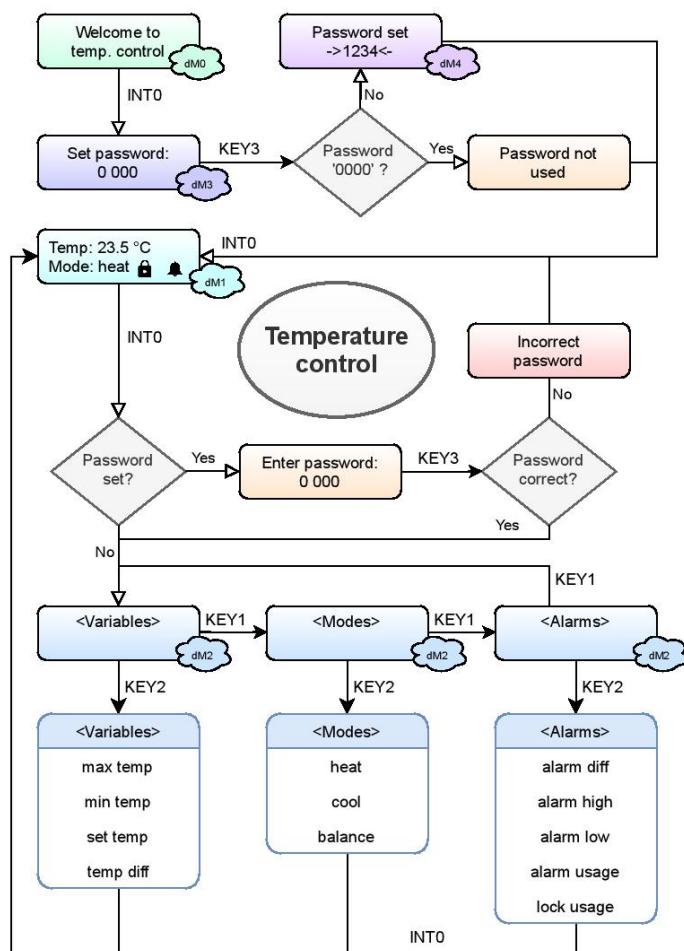 Welcome to
temp. control
dM0
Password set
->1234<-
dM4
INT0
No
Set password:
0 000
dM3
KEY3
Password
'0000' ?
Yes
Password not
used
Temp: 23.5 °C
Mode: heat
dM1
INT0
INT0
Temperature
control
Incorrect
password
No
Password
set?
Yes
Enter password:
0 000
KEY3
Password
correct?
Yes
No
KEY1
<Variables>
dM2
KEY1
<Modes>
dM2
KEY1
<Alarms>
dM2
KEY2
KEY2
KEY2
<Variables>
max temp
min temp
set temp
temp diff
<Modes>
heat
cool
balance
<Alarms>
alarm diff
alarm high
alarm low
alarm usage
lock usage
INT0